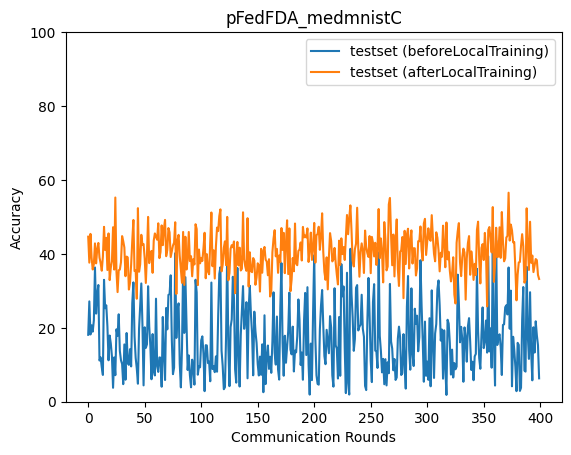 pFedFDA_medmnistC
testset (beforeLocalTraining)
testset (afterLocalTraining)
100
80
60
40
20
0
Accuracy
0 50 100 150 200 250 300 350 400
Communication Rounds